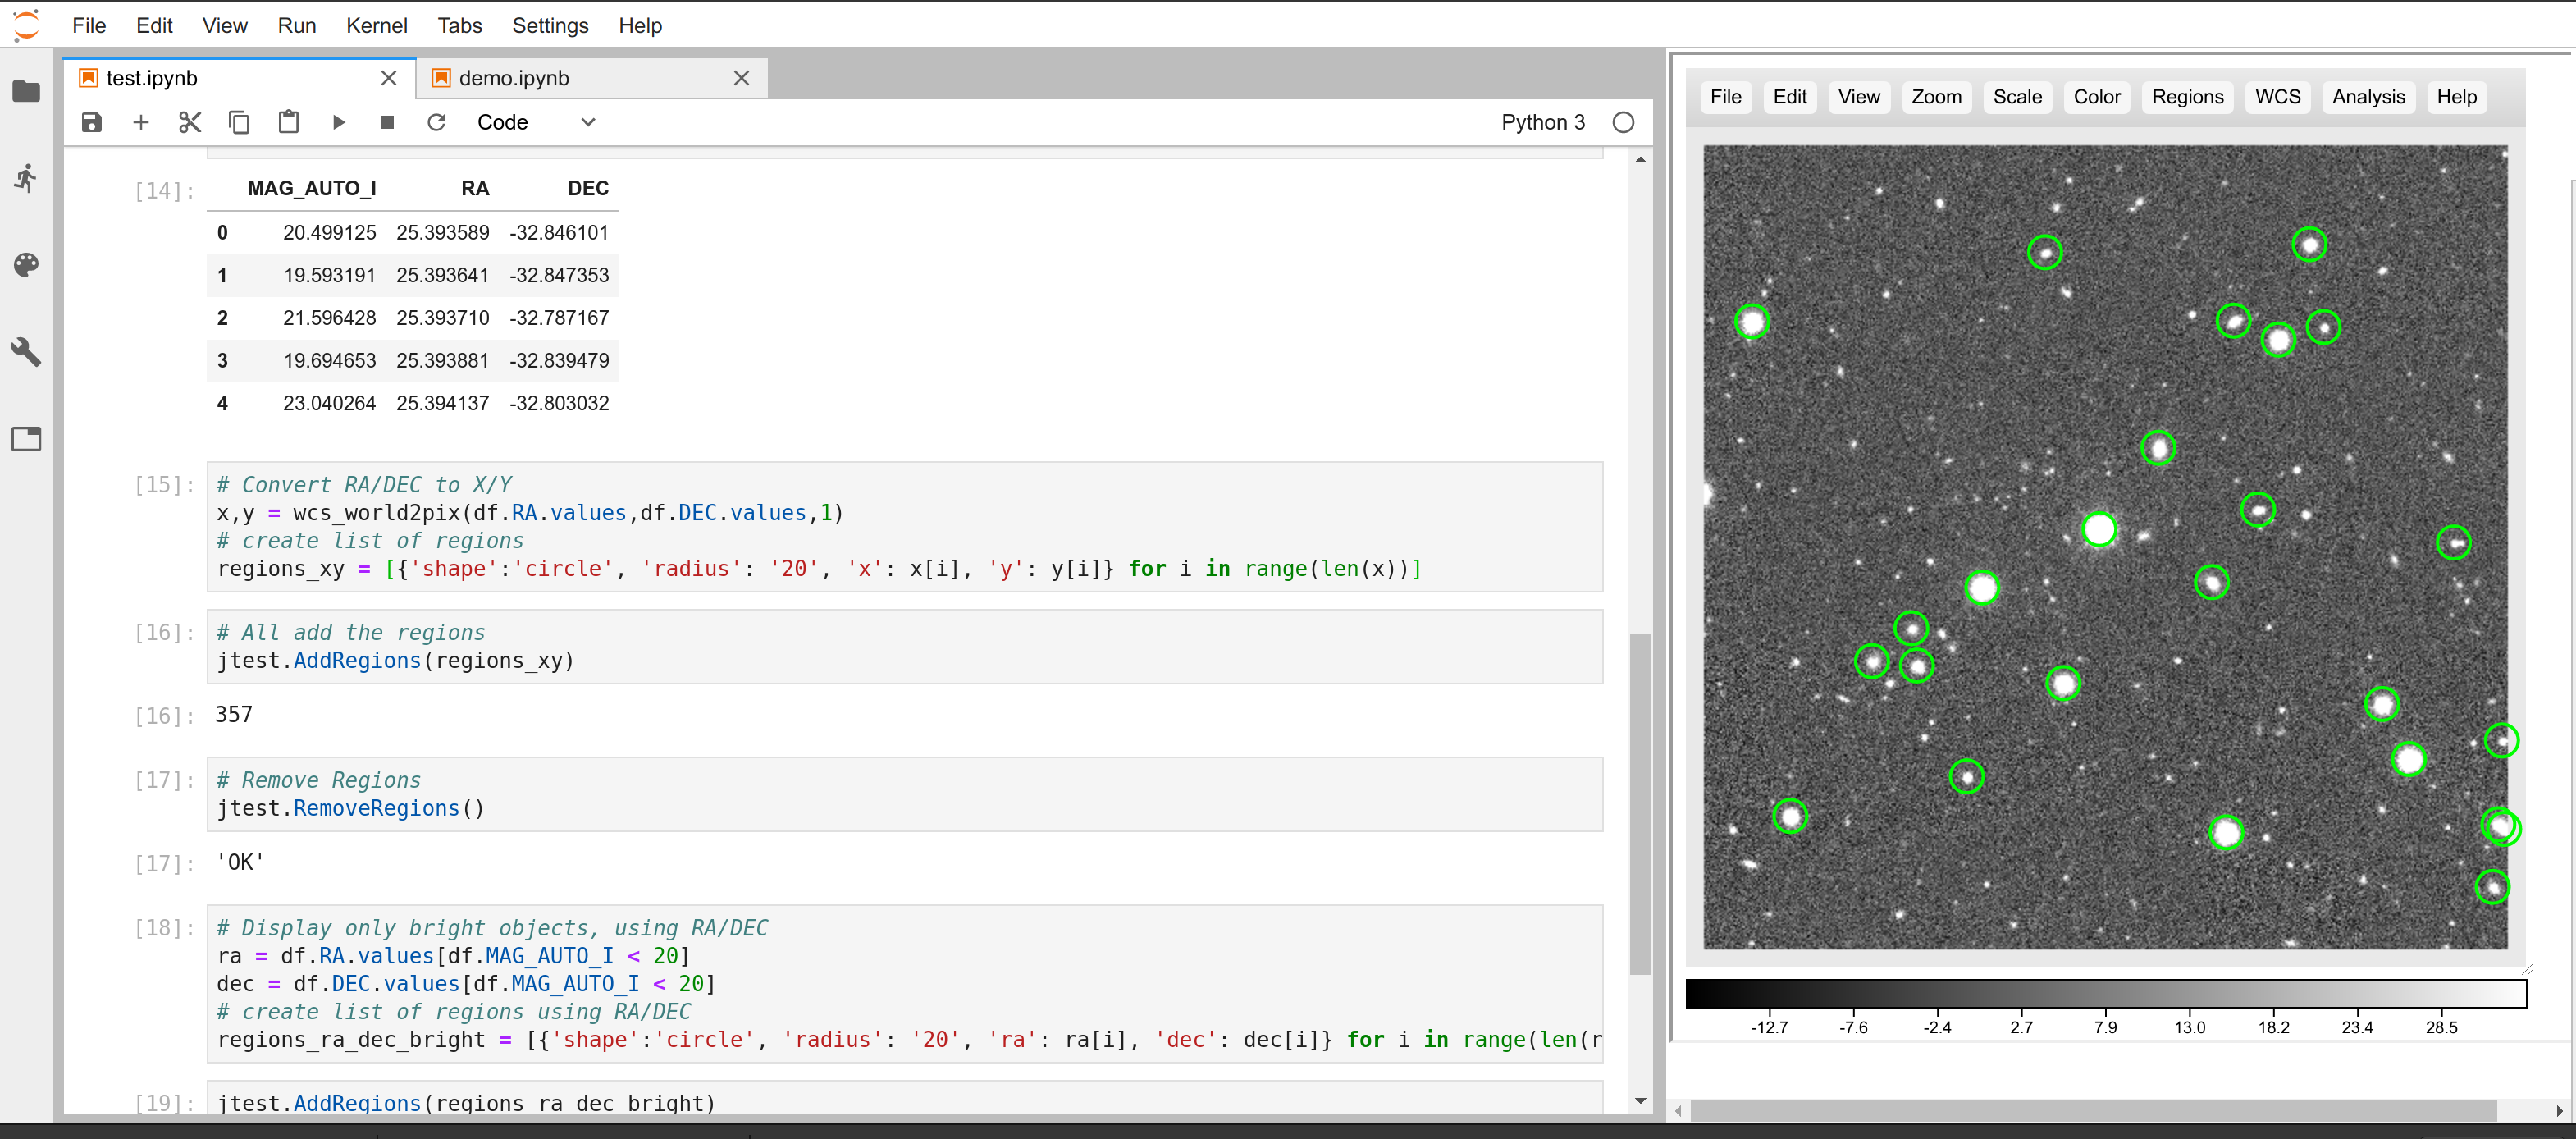 File Edit View Run Kernel Tabs Settings Help
test.ipynb demo.ipynb
Code Python 3
[14]: MAG_AUTO_I RA DEC
0 20.499125 25.393589 -32.846101
1 19.593191 25.393641 -32.847353
2 21.596428 25.393710 -32.787167
3 19.694653 25.393881 -32.839479
4 23.040264 25.394137 -32.803032
[15]: # Convert RA/DEC to X/Y
x,y = wcs_world2pix(df.RA.values,df.DEC.values,1)
# create list of regions
regions_xy = [{'shape':'circle', 'radius': '20', 'x': x[i], 'y': y[i]} for i in range(len(x))]
[16]: # All add the regions
jtest.AddRegions(regions_xy)
[16]: 357
[17]: # Remove Regions
jtest.RemoveRegions()
[17]: 'OK'
[18]: # Display only bright objects, using RA/DEC
ra = df.RA.values[df.MAG_AUTO_I < 20]
dec = df.DEC.values[df.MAG_AUTO_I < 20]
# create list of regions using RA/DEC
regions_ra_dec_bright = [{'shape':'circle', 'radius': '20', 'ra': ra[i], 'dec': dec[i]} for i in range(len(r
[19]: jtest.AddRegions(regions_ra_dec_bright)
File Edit View Zoom Scale Color Regions WCS Analysis Help
-12.7 -7.6 -2.4 2.7 7.9 13.0 18.2 23.4 28.5